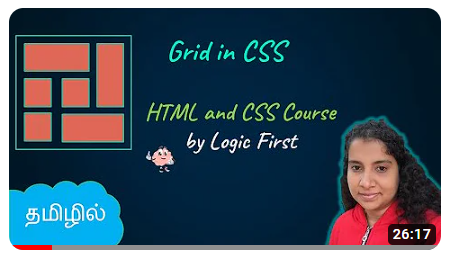 Grid in CSS
HTML and CSS Course
by Logic First
தமிழில்
26:17